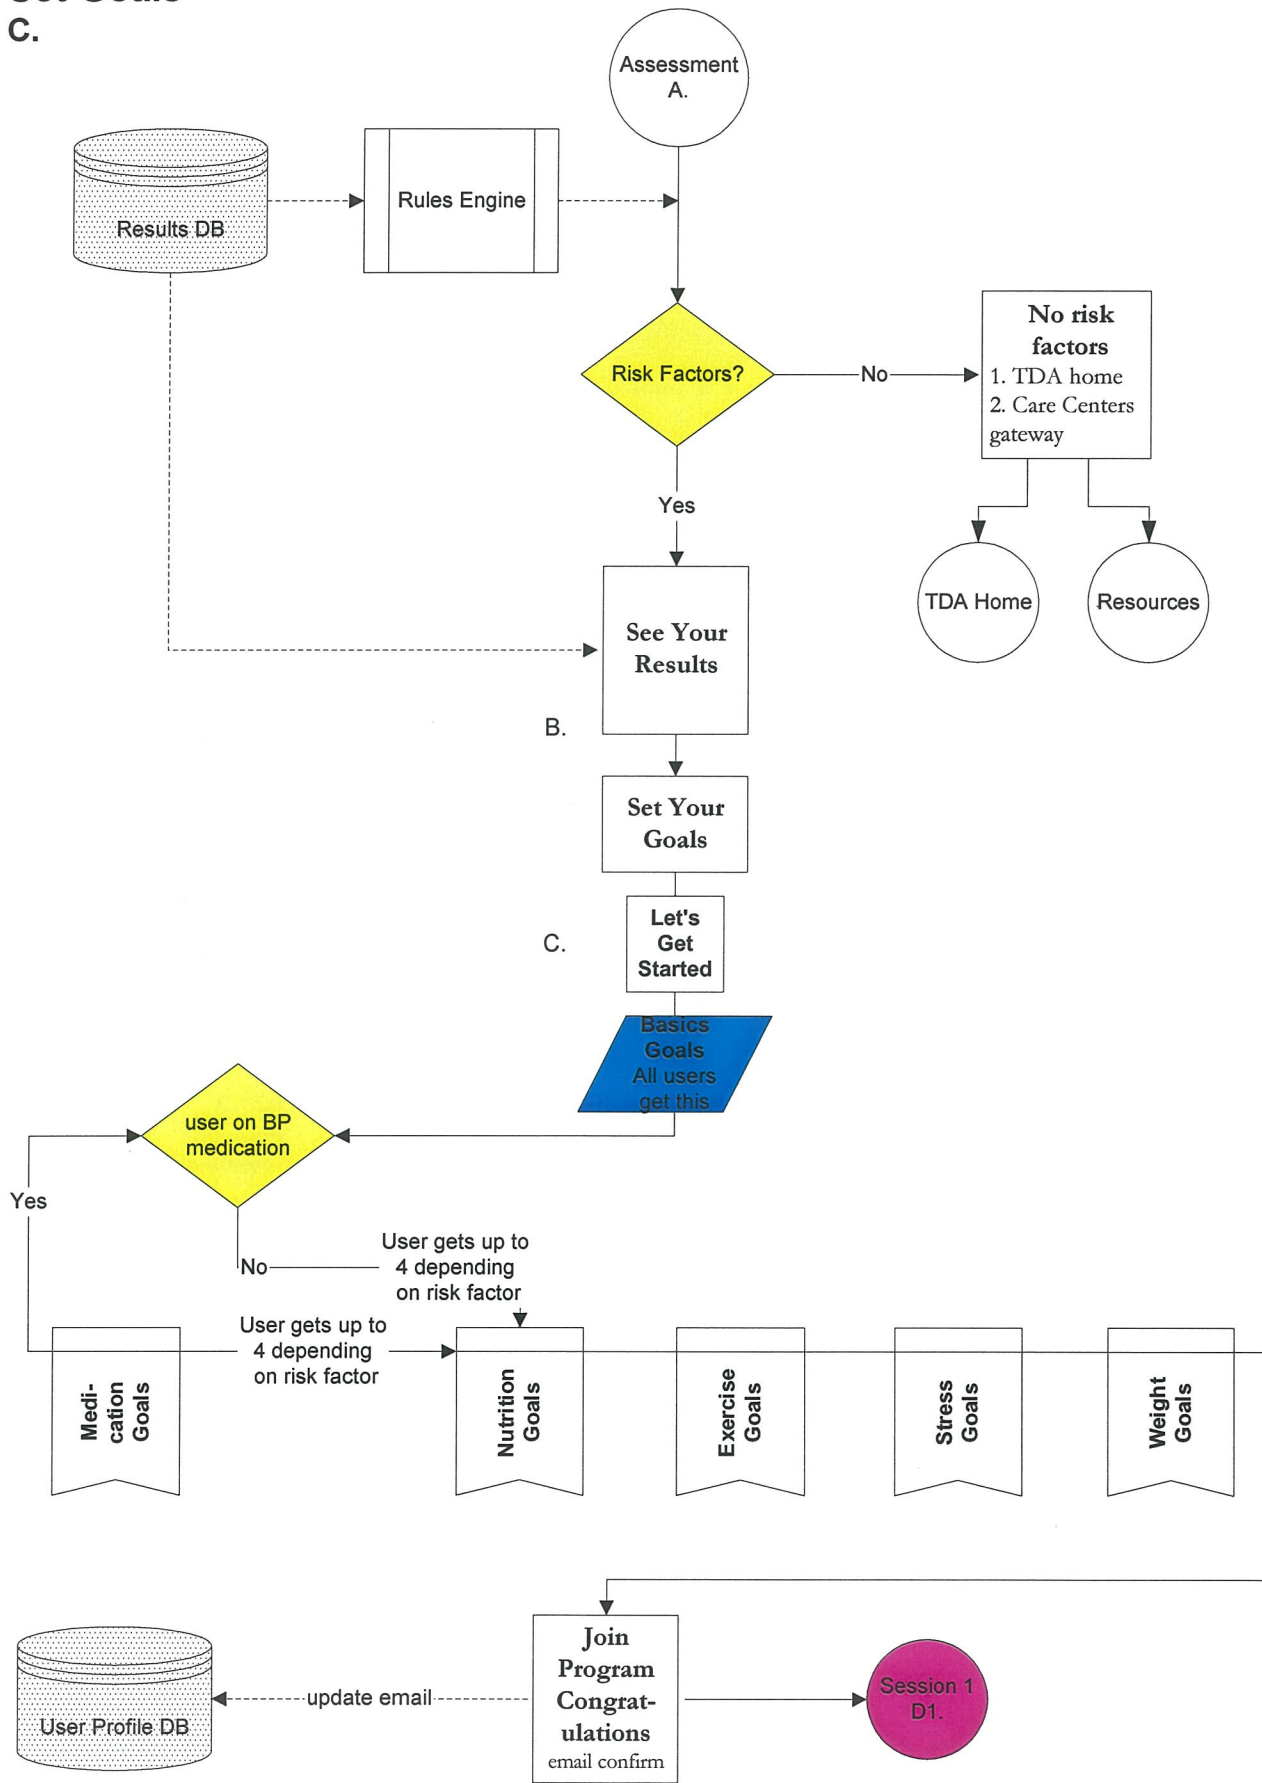 C.
Assessment
A.
Results DB
Rules Engine
Risk Factors?
No
No risk
factors
1. TDA home
2. Care Centers
gateway
Yes
TDA Home
Resources
See Your
Results
B.
Set Your
Goals
C.
Let's
Get
Started
Basics
Goals
All users
get this
user on BP
medication
Yes
No
User gets up to
4 depending
on risk factor
User gets up to
4 depending
on risk factor
Medi-
cation
Goals
Nutrition
Goals
Exercise
Goals
Stress
Goals
Weight
Goals
Join
Program
Congrat-
ulations
email confirm
update email
User Profile DB
Session 1
D1.